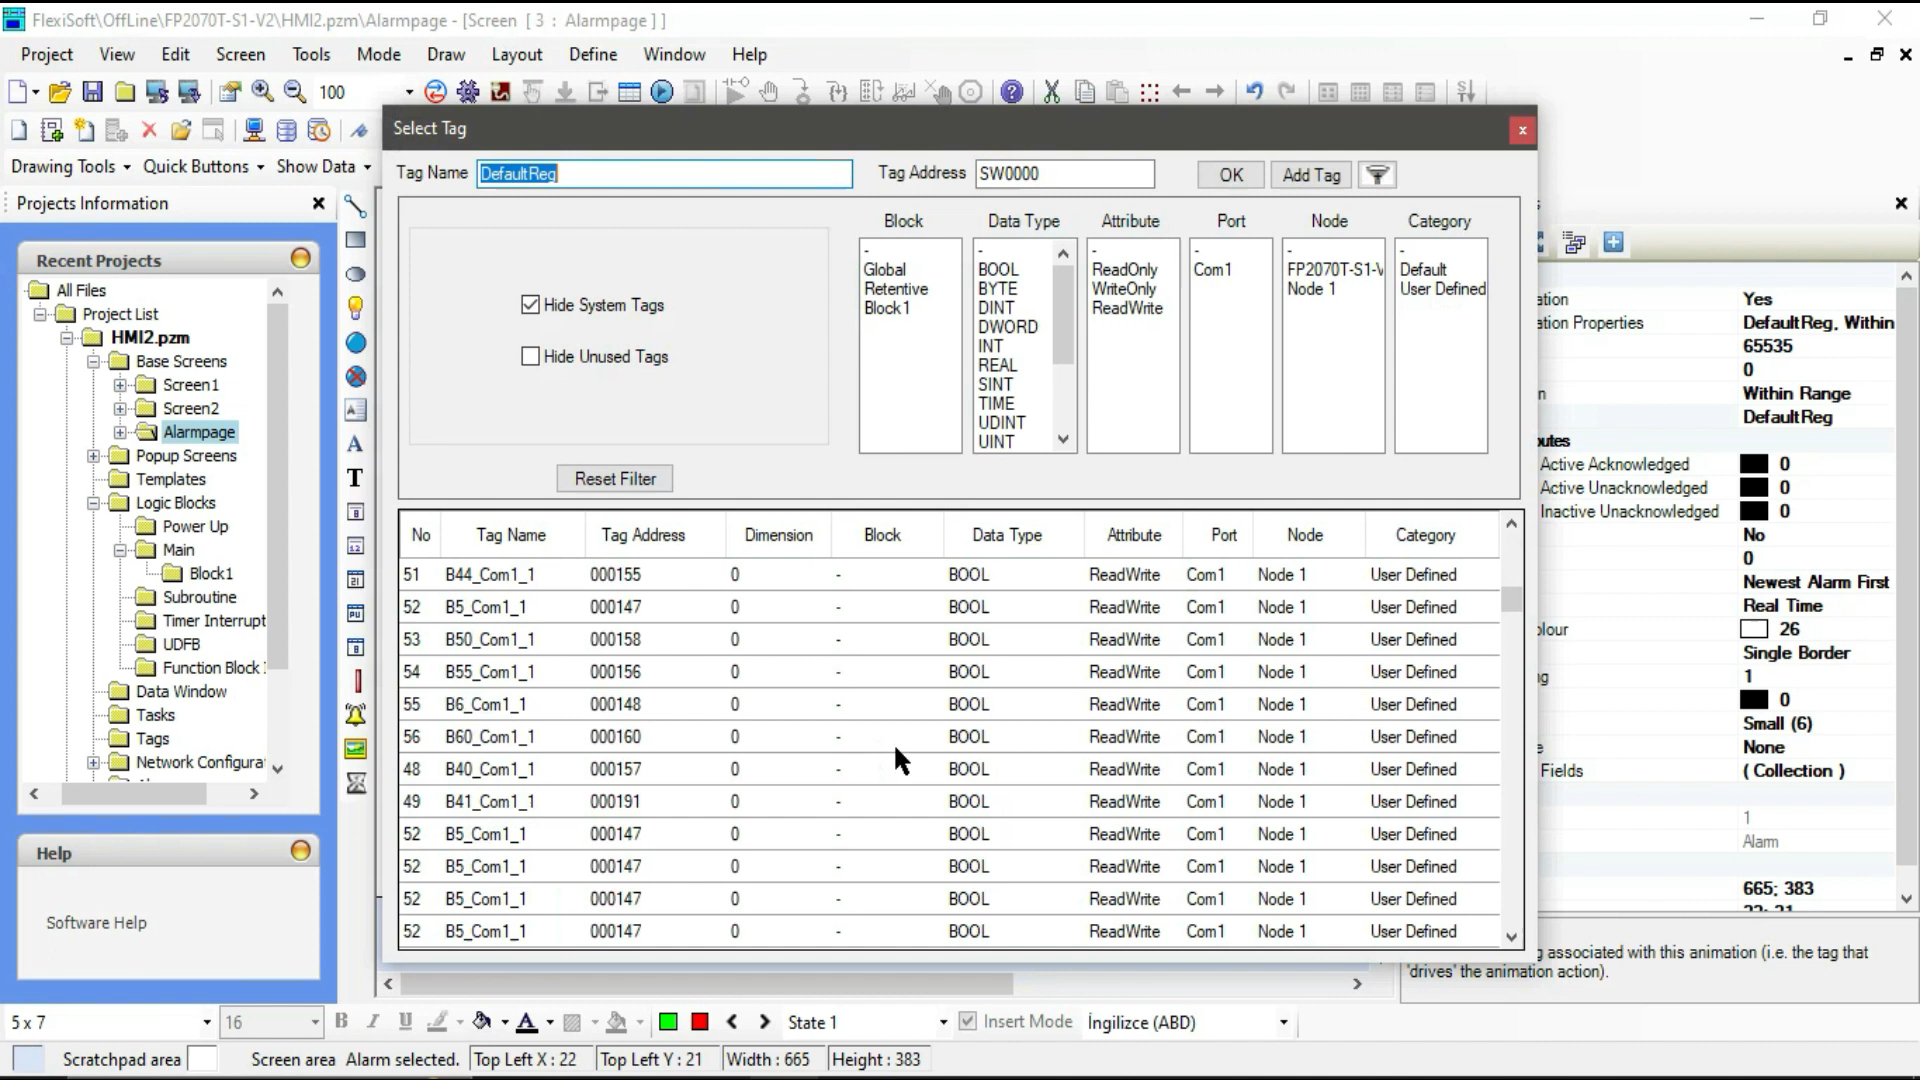 FlexiSoft\OffLine\FP2070T-S1-V2\HMI2.pzm\Alarmpage - [Screen [ 3 : Alarmpage ] ]
Project View Edit Screen Tools Mode Draw Layout Define Window Help
100
Drawing Tools Quick Buttons Show Data
Projects Information
Recent Projects
All Files
Project List
HMI2.pzm
Base Screens
Screen1
Screen2
Alarmpage
Popup Screens
Templates
Logic Blocks
Power Up
Main
Block1
Subroutine
Timer Interrupt
UDFB
Function Block
Data Window
Tasks
Tags
Network Configura
Help
Software Help
Select Tag
Tag Name DefaultReg Tag Address SW0000 OK Add Tag
Hide System Tags
Hide Unused Tags
Reset Filter
Block
-
Global
Retentive
Block1
Data Type
-
BOOL
BYTE
DINT
DWORD
INT
REAL
SINT
TIME
UDINT
UINT
Attribute
-
ReadOnly
WriteOnly
ReadWrite
Port
-
Com1
Node
-
FP2070T-S1-V
Node 1
Category
-
Default
User Defined
No Tag Name Tag Address Dimension Block Data Type Attribute Port Node Category
51 B44_Com1_1 000155 0 - BOOL ReadWrite Com1 Node 1 User Defined
52 B5_Com1_1 000147 0 - BOOL ReadWrite Com1 Node 1 User Defined
53 B50_Com1_1 000158 0 - BOOL ReadWrite Com1 Node 1 User Defined
54 B55_Com1_1 000156 0 - BOOL ReadWrite Com1 Node 1 User Defined
55 B6_Com1_1 000148 0 - BOOL ReadWrite Com1 Node 1 User Defined
56 B60_Com1_1 000160 0 - BOOL ReadWrite Com1 Node 1 User Defined
48 B40_Com1_1 000157 0 - BOOL ReadWrite Com1 Node 1 User Defined
49 B41_Com1_1 000191 0 - BOOL ReadWrite Com1 Node 1 User Defined
52 B5_Com1_1 000147 0 - BOOL ReadWrite Com1 Node 1 User Defined
52 B5_Com1_1 000147 0 - BOOL ReadWrite Com1 Node 1 User Defined
52 B5_Com1_1 000147 0 - BOOL ReadWrite Com1 Node 1 User Defined
52 B5_Com1_1 000147 0 - BOOL ReadWrite Com1 Node 1 User Defined
ation Yes
ation Properties DefaultReg, Within
65535
0
n Within Range
DefaultReg
utes
Active Acknowledged 0
Active Unacknowledged 0
Inactive Unacknowledged 0
No
0
Newest Alarm First
Real Time
olour 26
Single Border
ng 1
0
Small (6)
e None
Fields ( Collection )
1
Alarm
665; 383
g associated with this animation (i.e. the tag that
'drives' the animation action).
5 x 7 16 B I U State 1 Insert Mode İngilizce (ABD)
Scratchpad area Screen area Alarm selected. Top Left X : 22 Top Left Y : 21 Width : 665 Height : 383